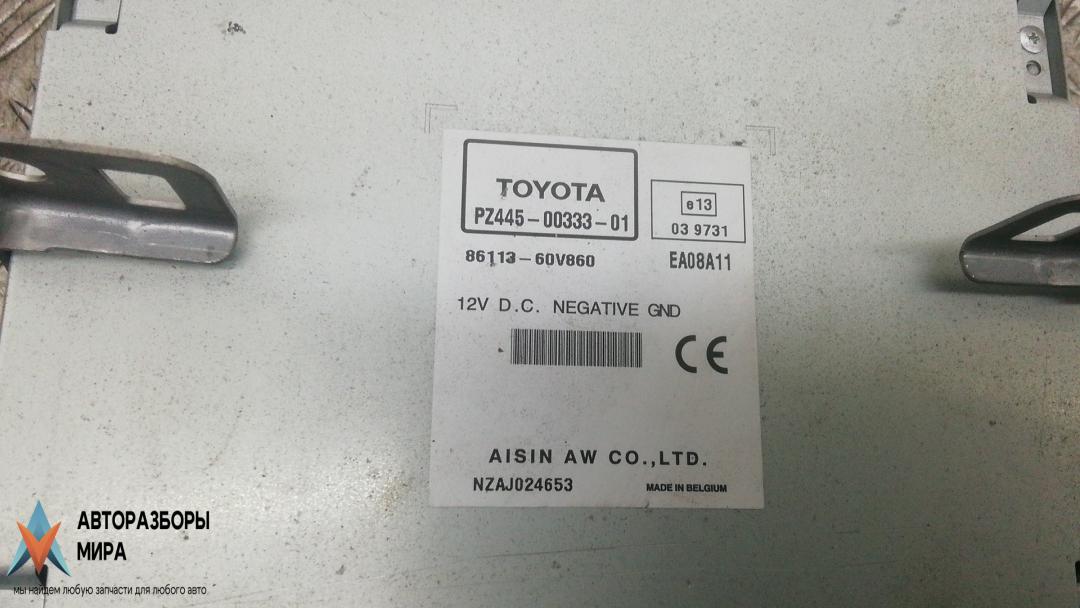 TOYOTA
PZ445-00333-01
e13
03 9731
86113-60V860
EA08A11
12V D.C. NEGATIVE GND
CE
AISIN AW CO.,LTD.
NZAJ024653
MADE IN BELGIUM
АВТОРАЗБОРЫ
МИРА
мы найдем любую запчасти для любого авто